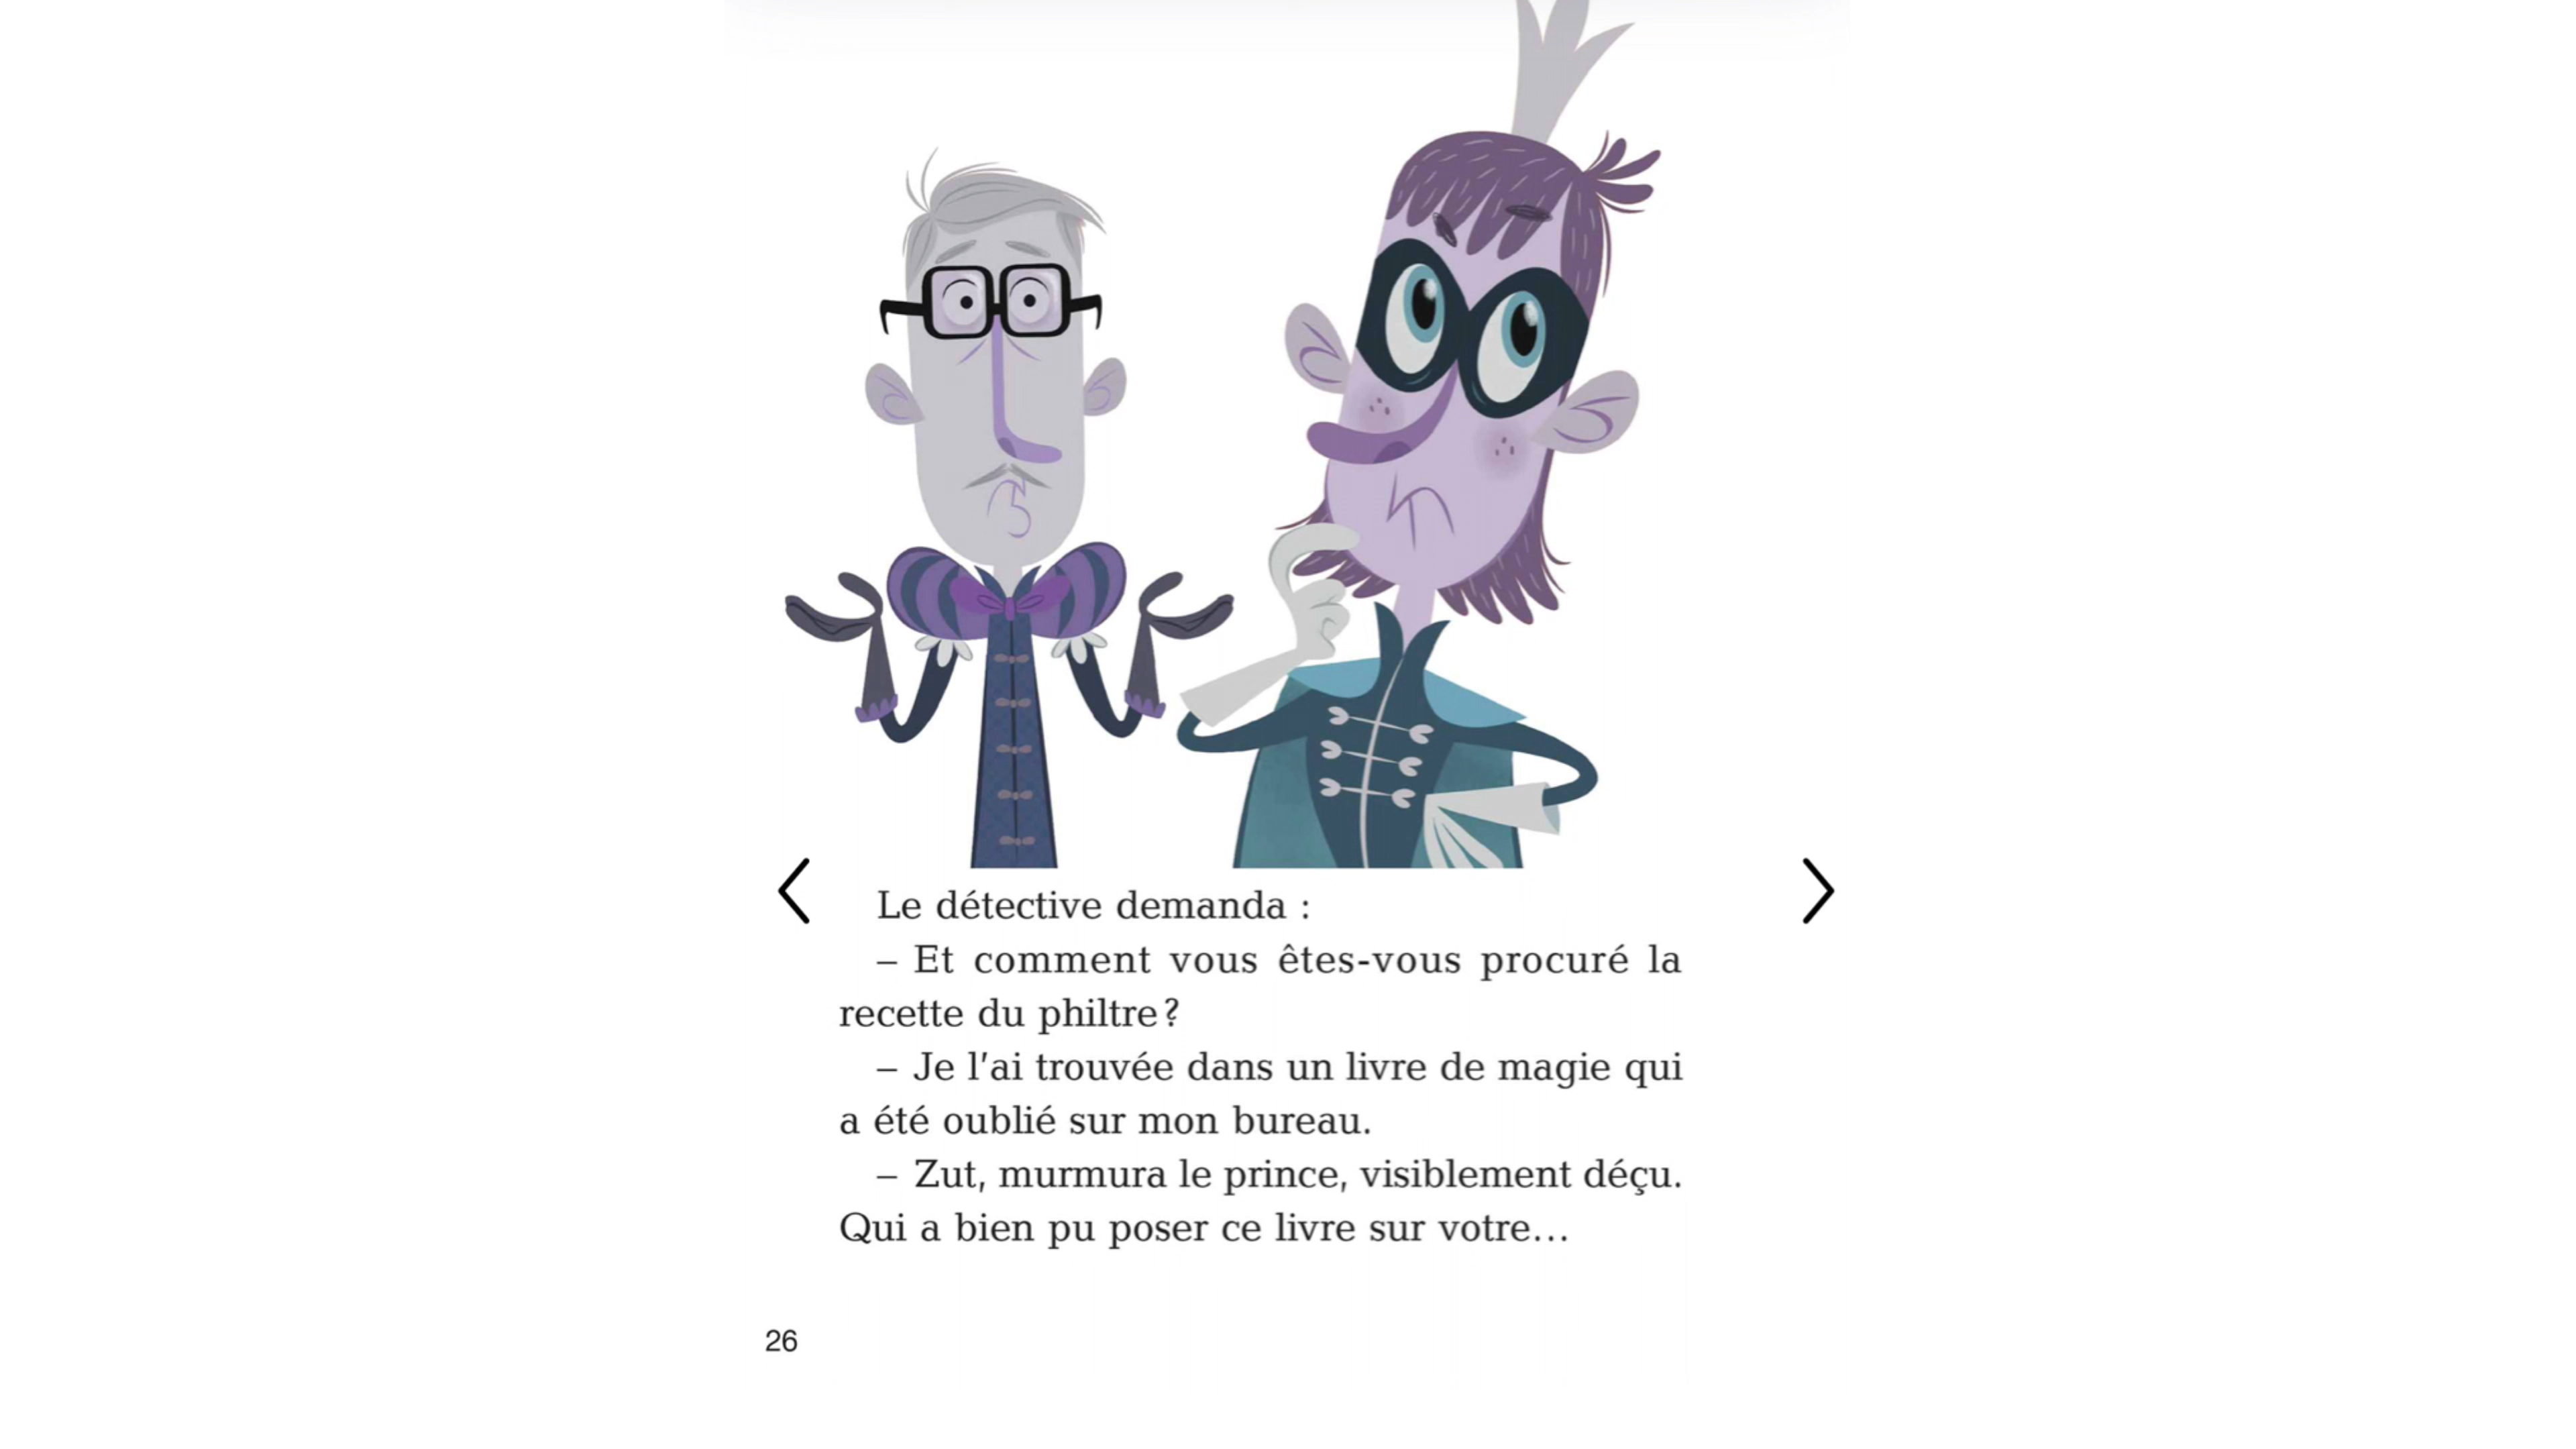 Le détective demanda :
– Et comment vous êtes-vous procuré la
recette du philtre ?
– Je l'ai trouvée dans un livre de magie qui
a été oublié sur mon bureau.
– Zut, murmura le prince, visiblement déçu.
Qui a bien pu poser ce livre sur votre…
26